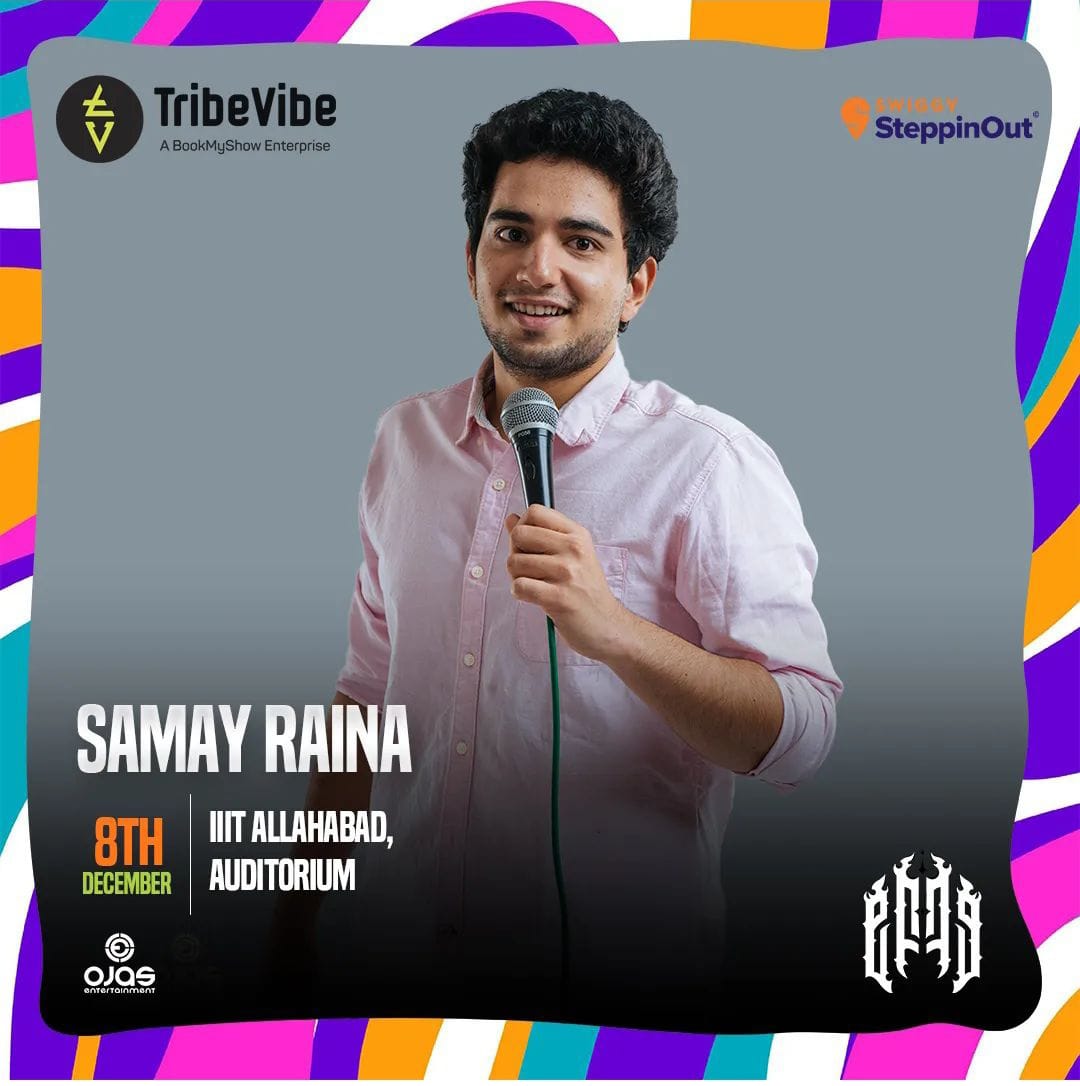 TribeVibe
A BookMyShow Enterprise
SWIGGY
SteppinOut
SAMAY RAINA
8TH
DECEMBER
IIIT ALLAHABAD,
AUDITORIUM
OJAS
entertainment